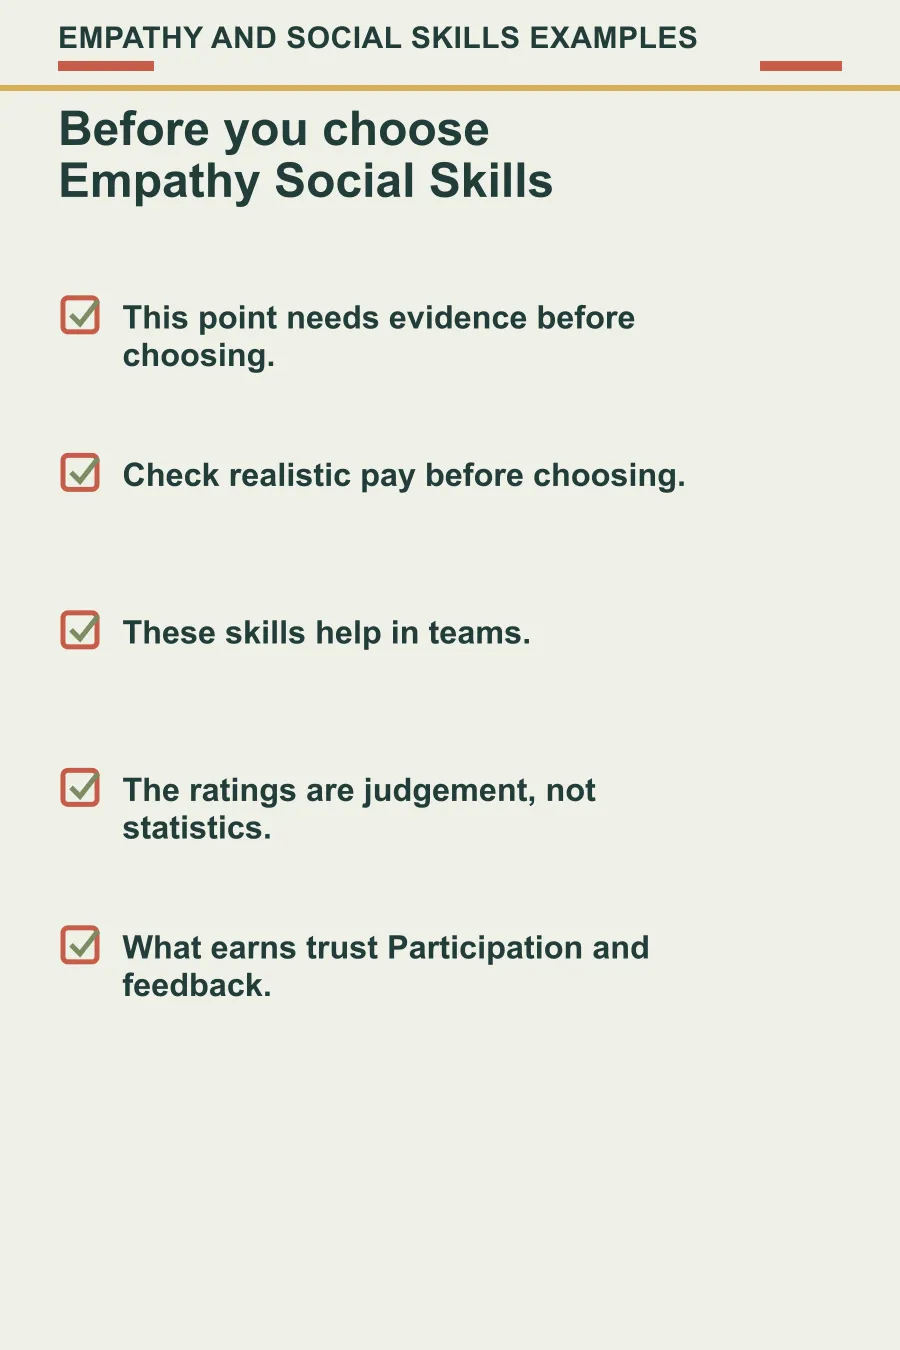 EMPATHY AND SOCIAL SKILLS EXAMPLES
Before you choose
Empathy Social Skills
This point needs evidence before
choosing.
Check realistic pay before choosing.
These skills help in teams.
The ratings are judgement, not
statistics.
What earns trust Participation and
feedback.